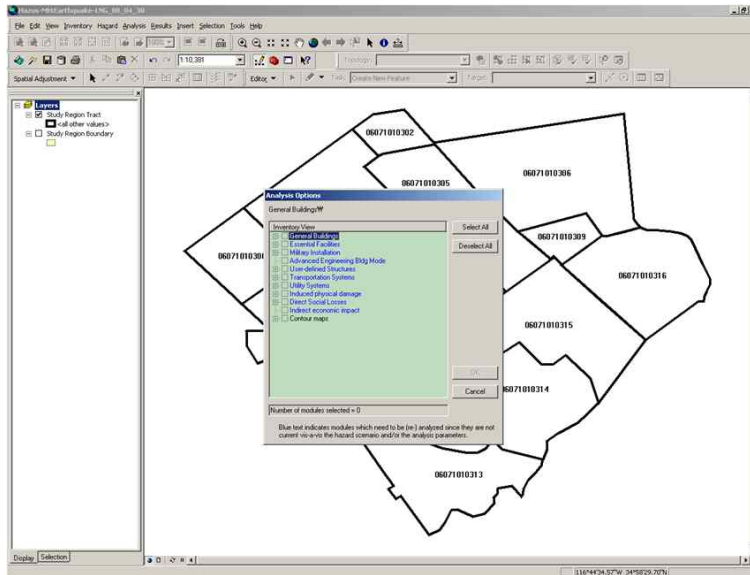 Hazus-MHEarthquake-LNG_08_04_30
File Edit View Inventory Hazard Analysis Results Insert Selection Tools Help
1:10,381
Spatial Adjustment
Editor
Task: Create New Feature
Target:
Layers
Study Region Tract
<all other values>
Study Region Boundary
06071010302
06071010305
06071010306
06071010309
06071010316
06071010315
06071010314
06071010313
Analysis Options
General Buildings₩
Inventory View
General Buildings
Essential Facilities
Military Installation
Advanced Engineering Bldg Mode
User-defined Structures
Transportation Systems
Utility Systems
Induced physical damage
Direct Social Losses
Indirect economic impact
Contour maps
Select All
Deselect All
OK
Cancel
Number of modules selected = 0
Blue text indicates modules which need to be (re-) analyzed since they are not
current vis-a-vis the hazard scenario and/or the analysis parameters.
Display Selection
116°44'34.57"W 34°58'29.70"N